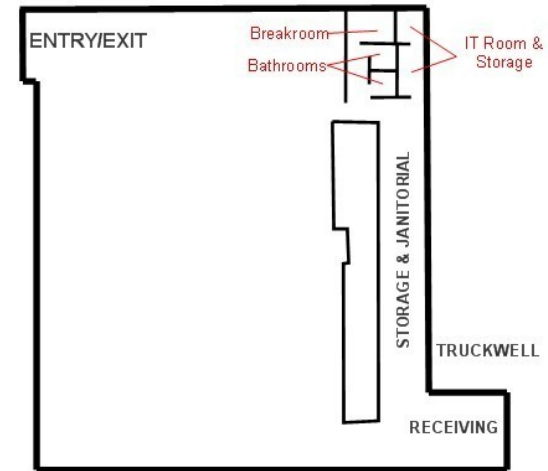 ENTRY/EXIT
Breakroom
Bathrooms
IT Room &
Storage
STORAGE & JANITORIAL
TRUCKWELL
RECEIVING